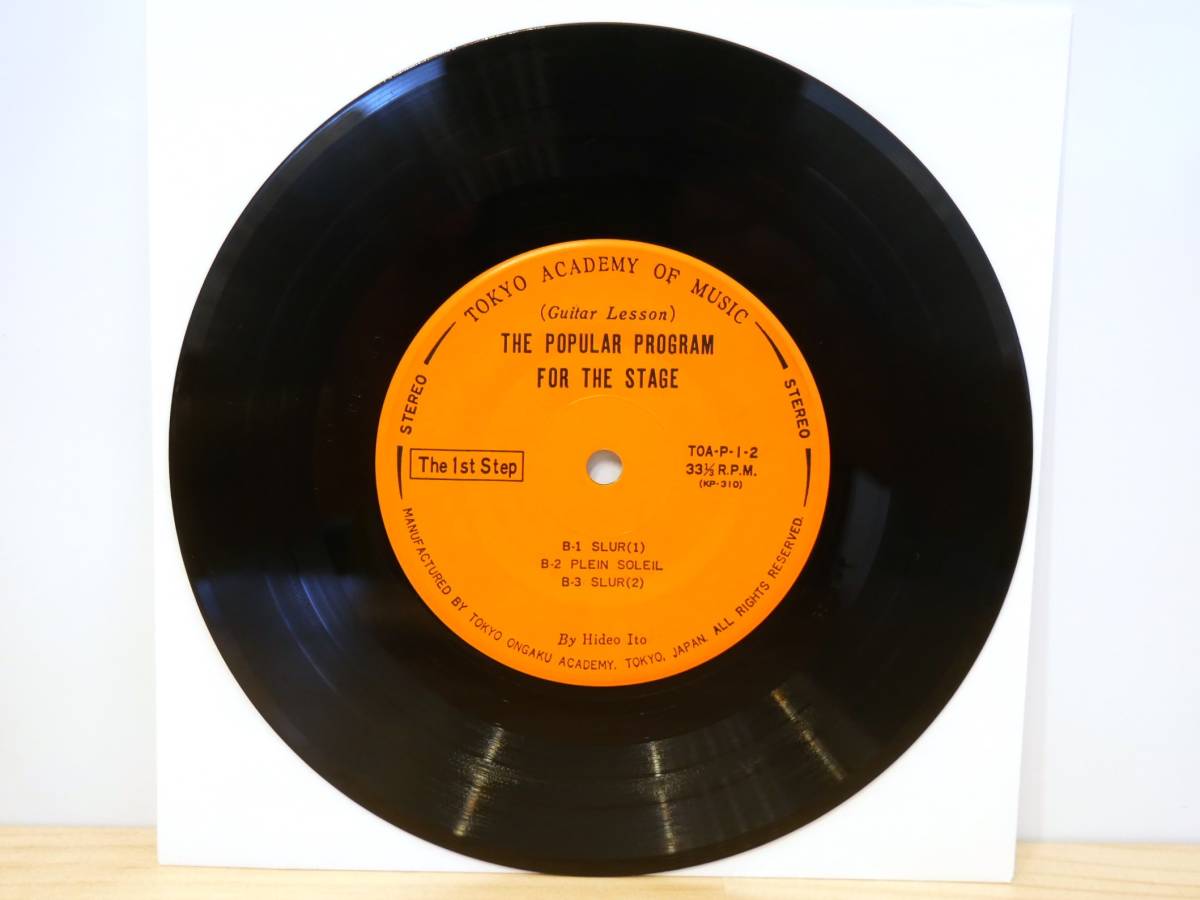 TOKYO ACADEMY OF MUSIC
(Guitar Lesson)
THE POPULAR PROGRAM
FOR THE STAGE
STEREO
STEREO
The 1st Step
TOA-P-1-2
33⅓ R.P.M.
(KP-310)
B-1 SLUR(1)
B-2 PLEIN SOLEIL
B-3 SLUR(2)
By Hideo Ito
MANUFACTURED BY TOKYO ONGAKU ACADEMY. TOKYO, JAPAN. ALL RIGHTS RESERVED.